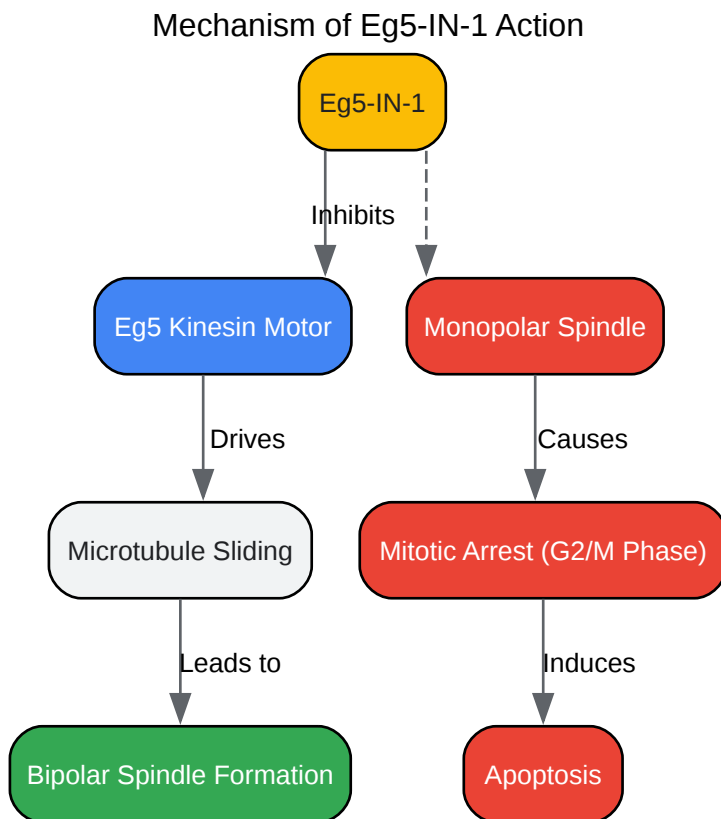 Mechanism of Eg5-IN-1 Action
Eg5-IN-1
Inhibits
Eg5 Kinesin Motor
Monopolar Spindle
Drives
Causes
Microtubule Sliding
Mitotic Arrest (G2/M Phase)
Leads to
Induces
Bipolar Spindle Formation
Apoptosis